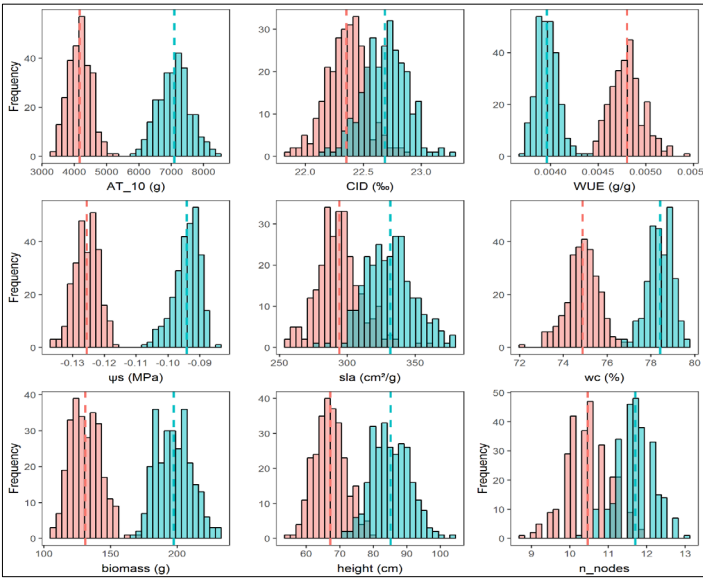 Frequency
40
20
0
3000 4000 5000 6000 7000 8000
AT_10 (g)
30
20
10
0
22.0 22.5 23.0
CID (‰)
40
20
0
0.0040 0.0045 0.0050 0.005
WUE (g/g)
40
20
0
-0.13 -0.12 -0.11 -0.10 -0.09
ψs (MPa)
30
20
10
0
250 300 350
sla (cm²/g)
40
20
0
72 74 76 78 80
wc (%)
Frequency
40
30
20
10
0
100 200
biomass (g)
40
30
20
10
0
60 70 80 90 100
height (cm)
Frequency
50
40
30
20
10
0
9 10 11 12 13
n_nodes